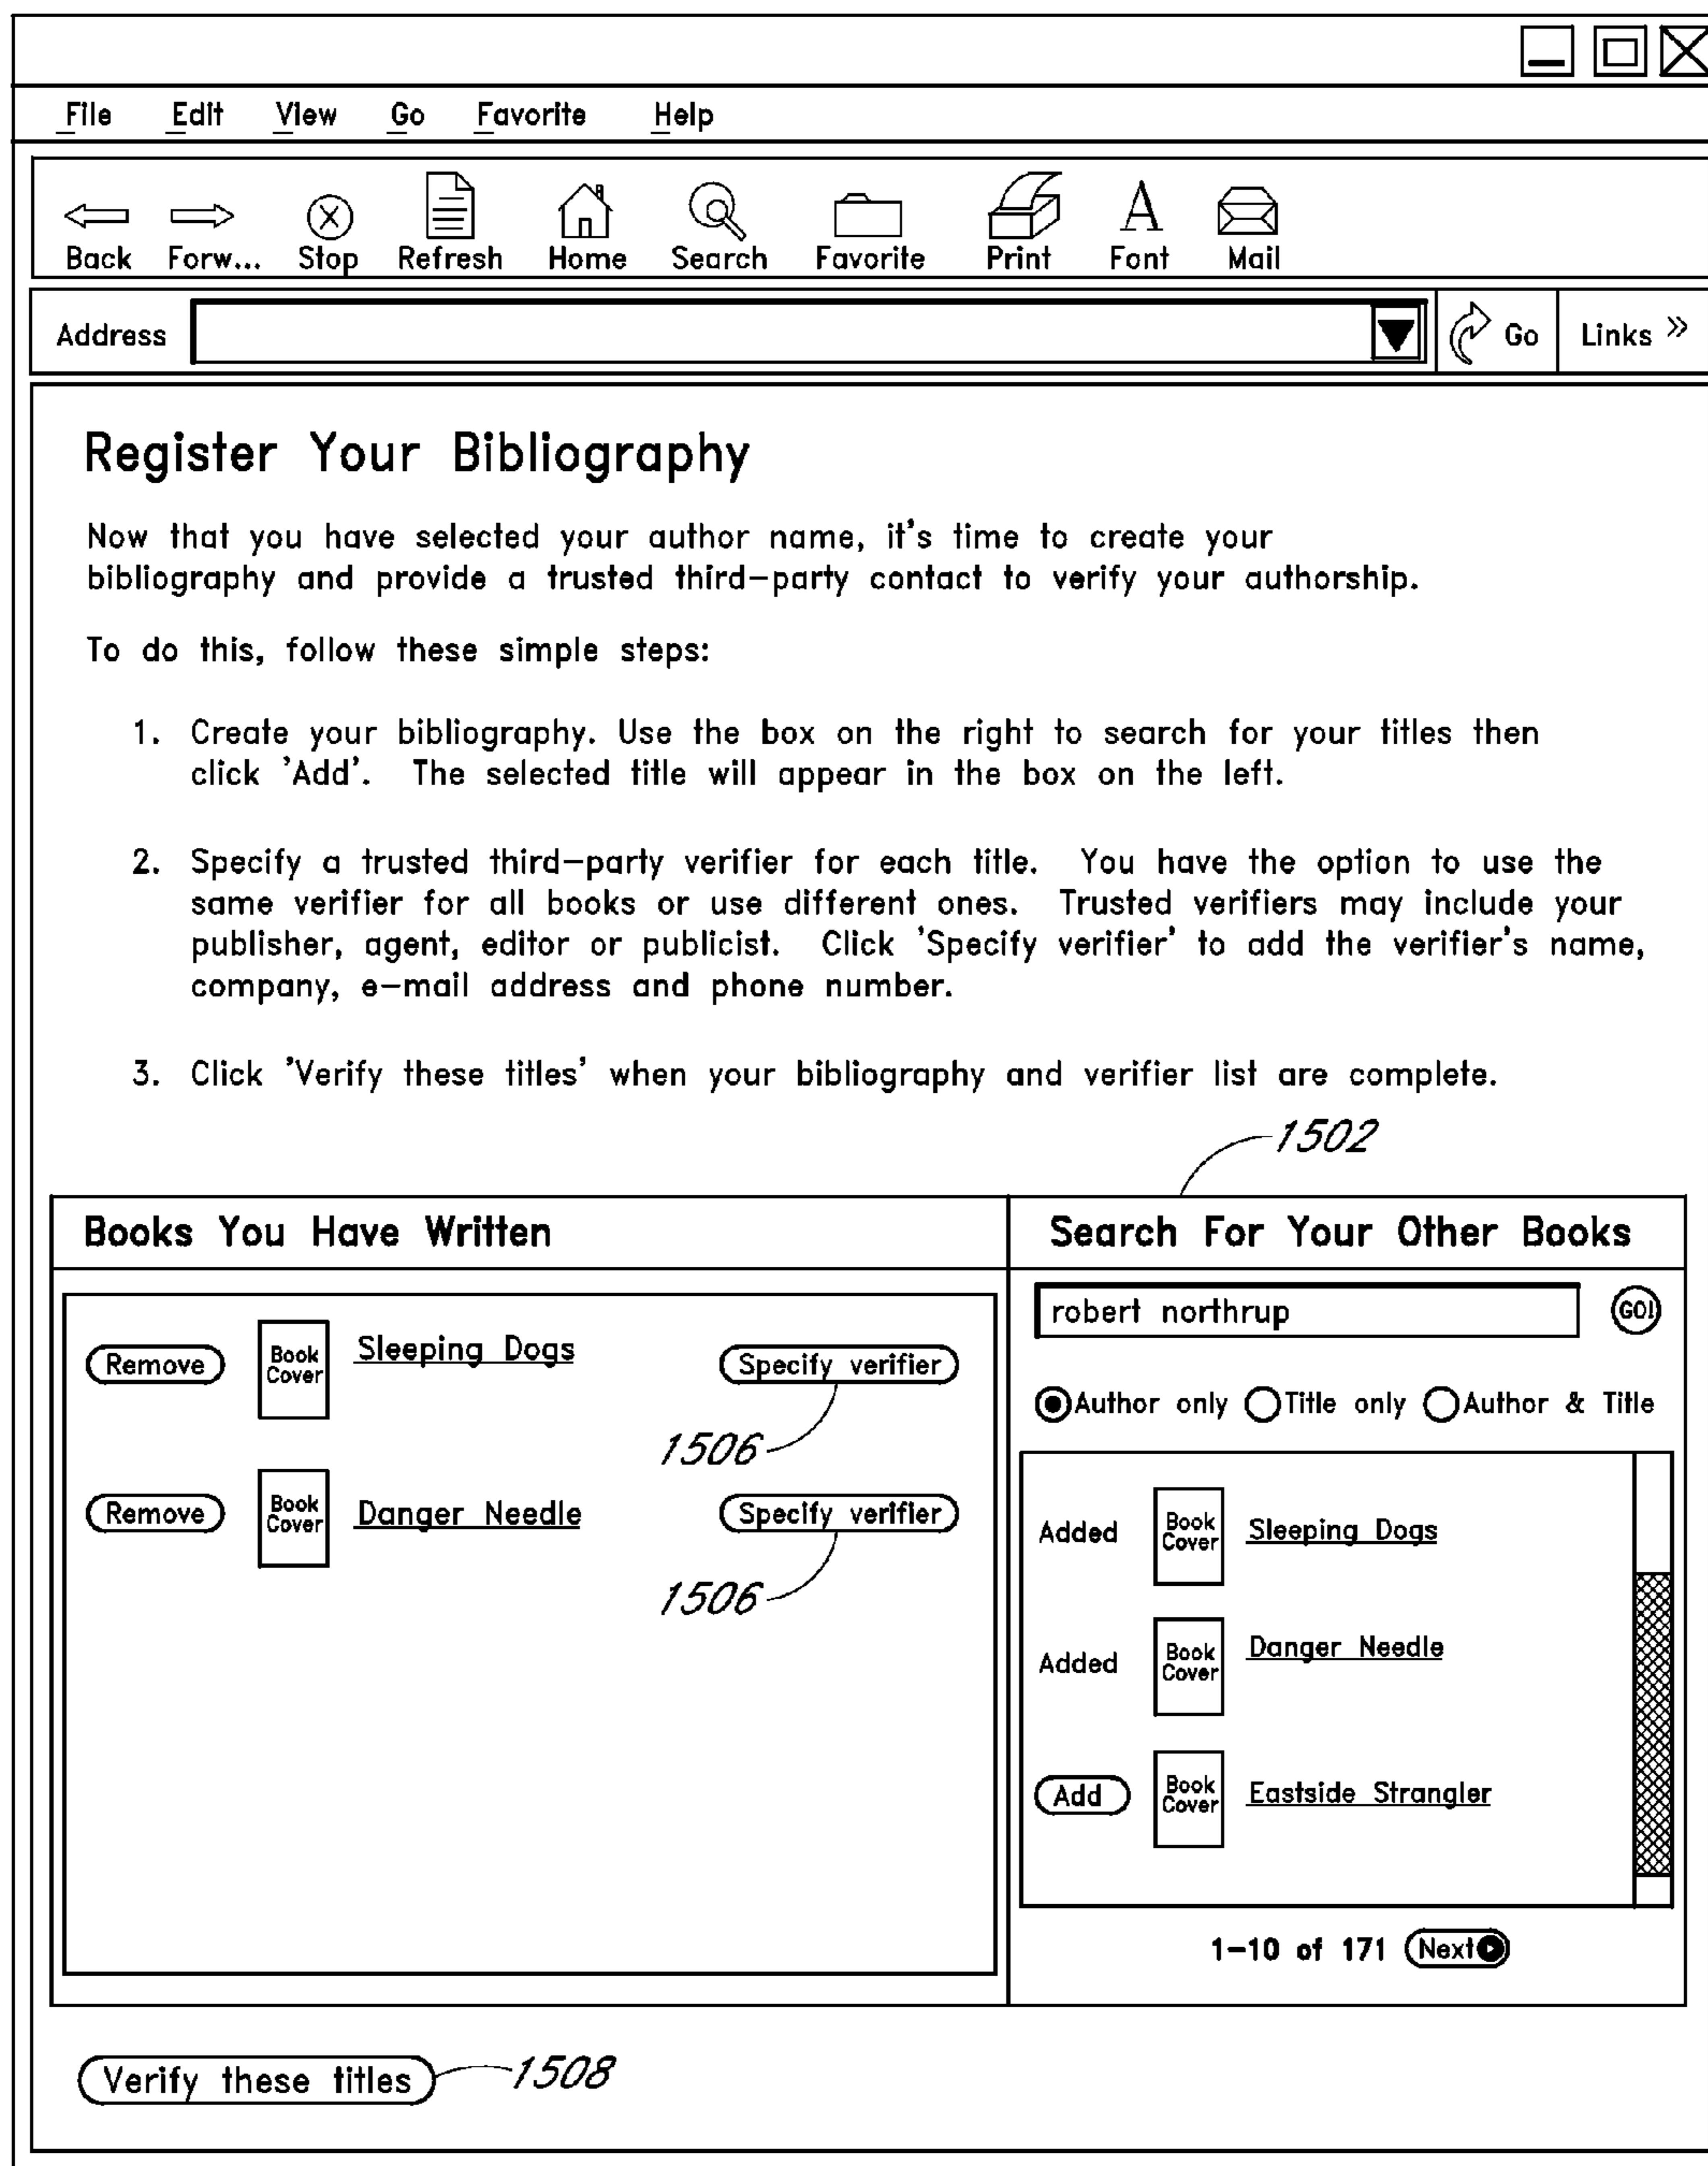 File Edit View Go Favorite Help
Back Forw... Stop Refresh Home Search Favorite Print Font Mail
Address Go Links »
Register Your Bibliography
Now that you have selected your author name, it's time to create your
bibliography and provide a trusted third-party contact to verify your authorship.
To do this, follow these simple steps:
1. Create your bibliography. Use the box on the right to search for your titles then
click 'Add'. The selected title will appear in the box on the left.
2. Specify a trusted third-party verifier for each title. You have the option to use the
same verifier for all books or use different ones. Trusted verifiers may include your
publisher, agent, editor or publicist. Click 'Specify verifier' to add the verifier's name,
company, e-mail address and phone number.
3. Click 'Verify these titles' when your bibliography and verifier list are complete.
1502
Books You Have Written
Remove Book Cover Sleeping Dogs Specify verifier
1506
Remove Book Cover Danger Needle Specify verifier
1506
Search For Your Other Books
robert northrup GO!
Author only Title only Author & Title
Added Book Cover Sleeping Dogs
Added Book Cover Danger Needle
Add Book Cover Eastside Strangler
1-10 of 171 Next
Verify these titles 1508